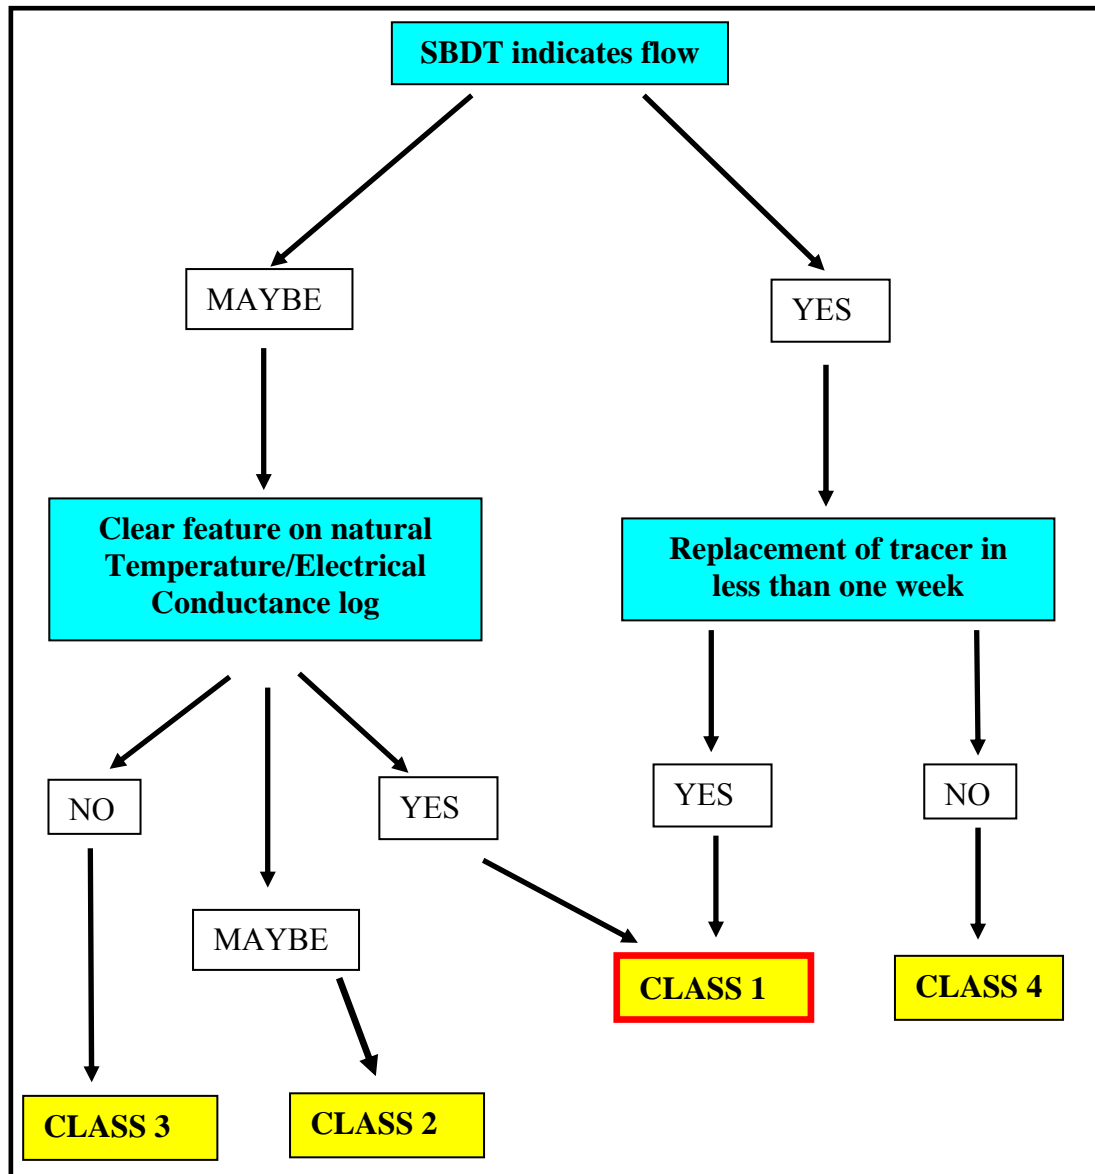 SBDT indicates flow
MAYBE
YES
Clear feature on natural
Temperature/Electrical
Conductance log
Replacement of tracer in
less than one week
NO
YES
YES
NO
MAYBE
CLASS 1
CLASS 4
CLASS 3
CLASS 2